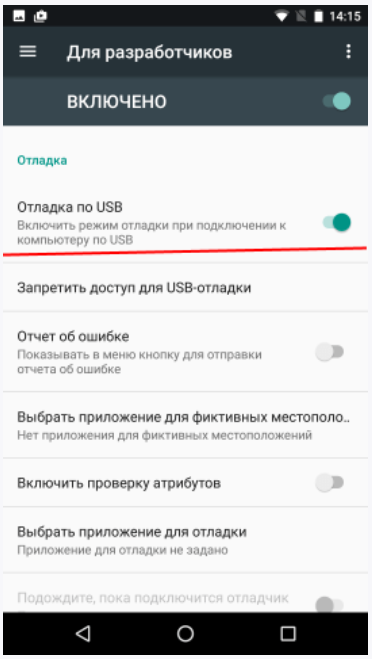 14:15
Для разработчиков
ВКЛЮЧЕНО
Отладка
Отладка по USB
Включить режим отладки при подключении к
компьютеру по USB
Запретить доступ для USB-отладки
Отчет об ошибке
Показывать в меню кнопку для отправки
отчета об ошибке
Выбрать приложение для фиктивных местополо..
Нет приложения для фиктивных местоположений
Включить проверку атрибутов
Выбрать приложение для отладки
Приложение для отладки не задано
Подождите, пока подключится отладчик